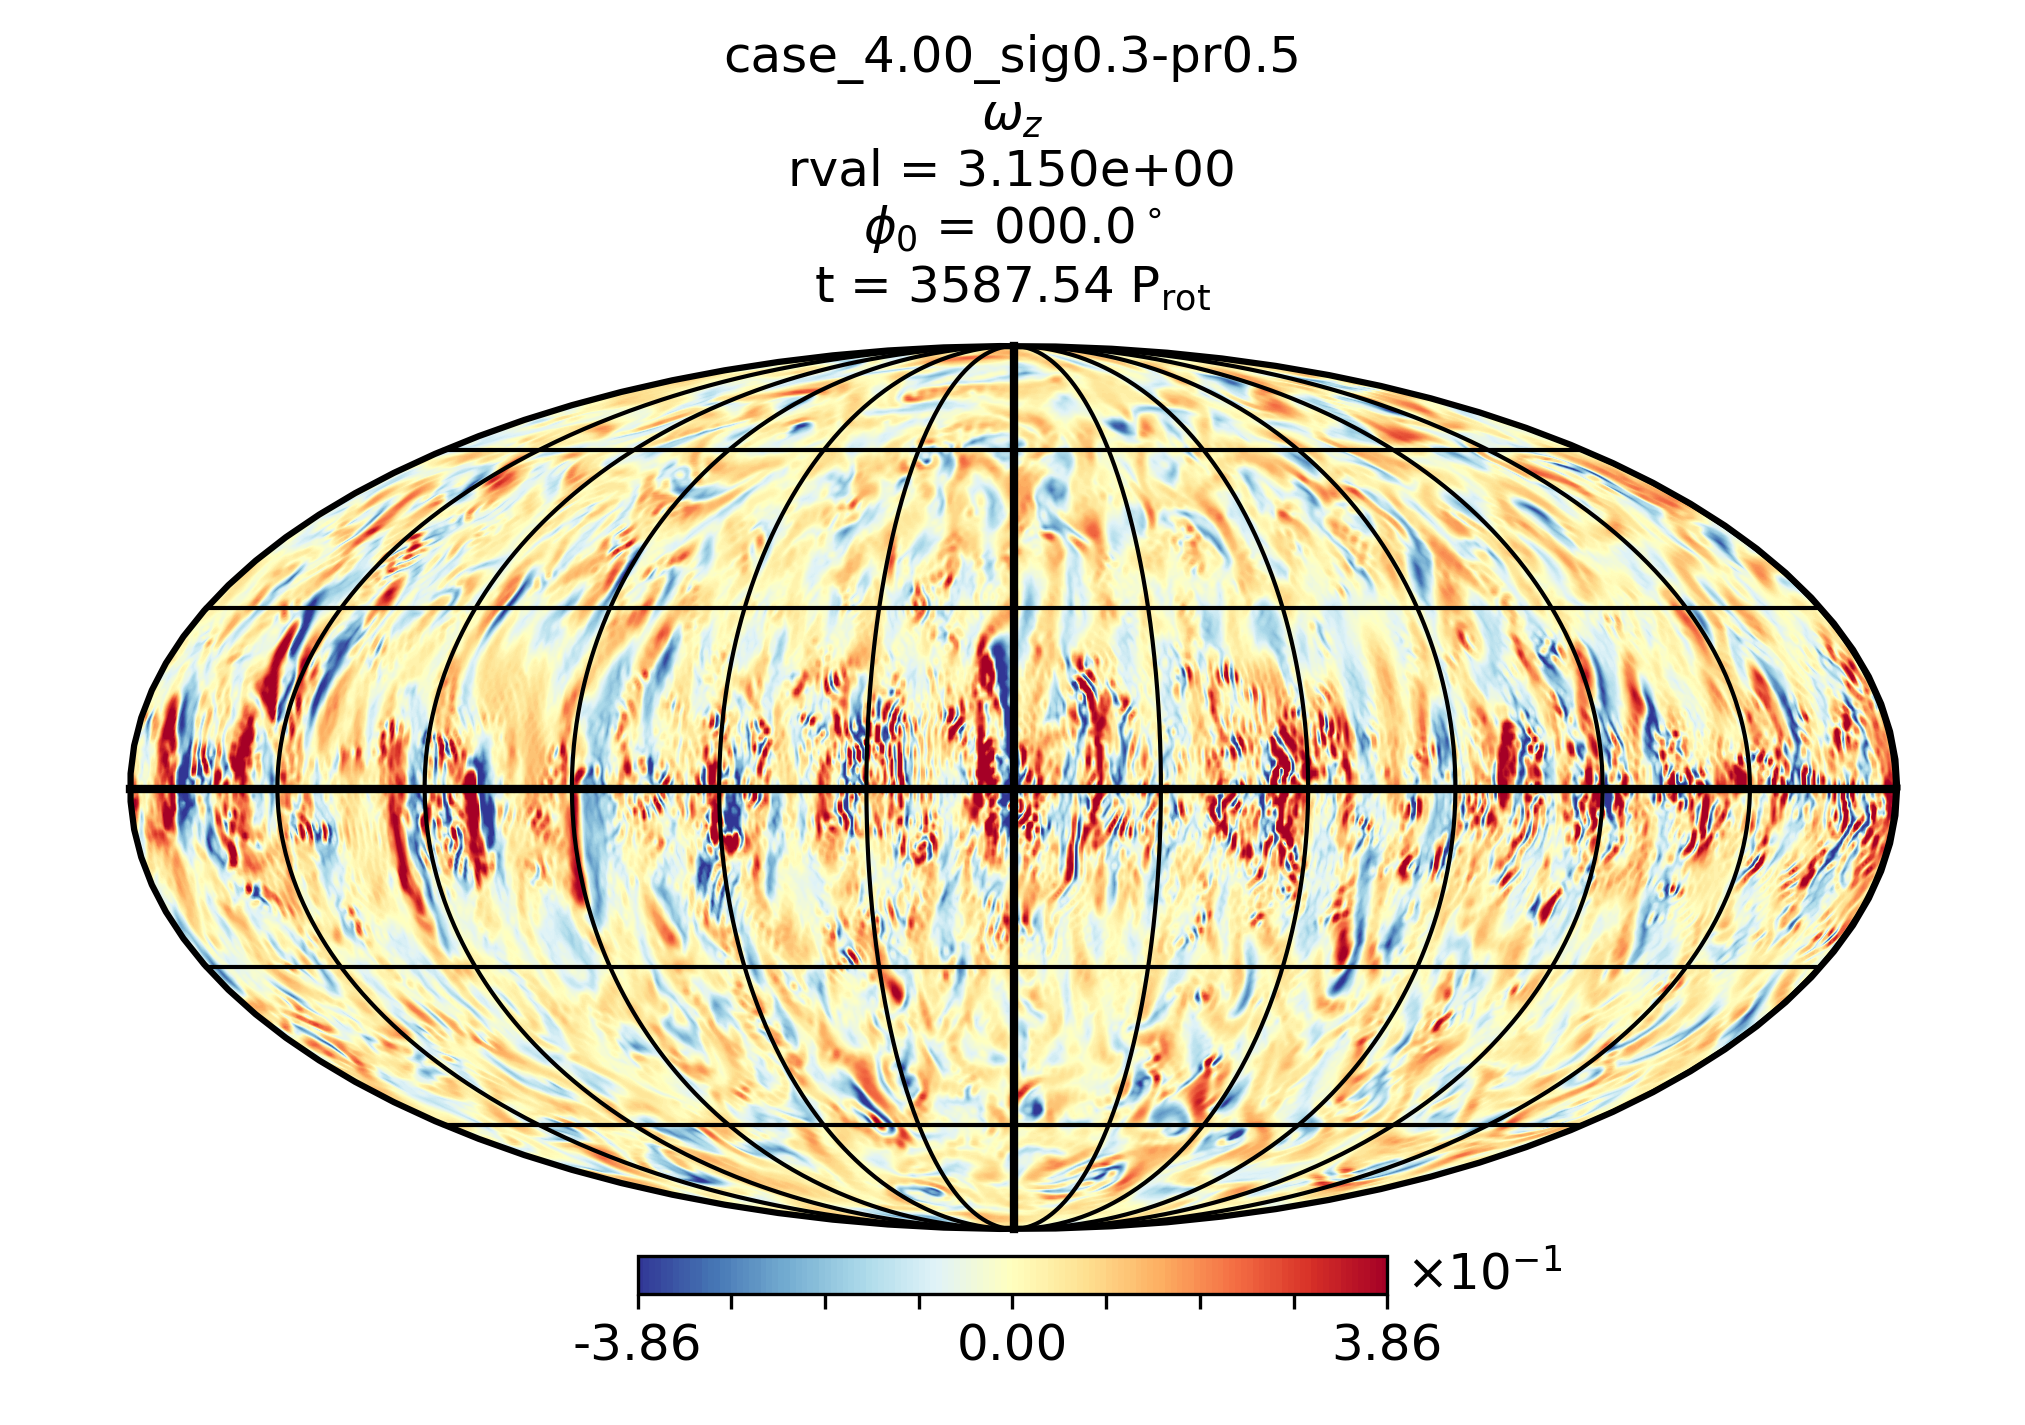 case_4.00_sig0.3-pr0.5
ω_z
rval = 3.150e+00
ϕ₀ = 000.0°
t = 3587.54 P_rot
×10⁻¹
-3.86 0.00 3.86